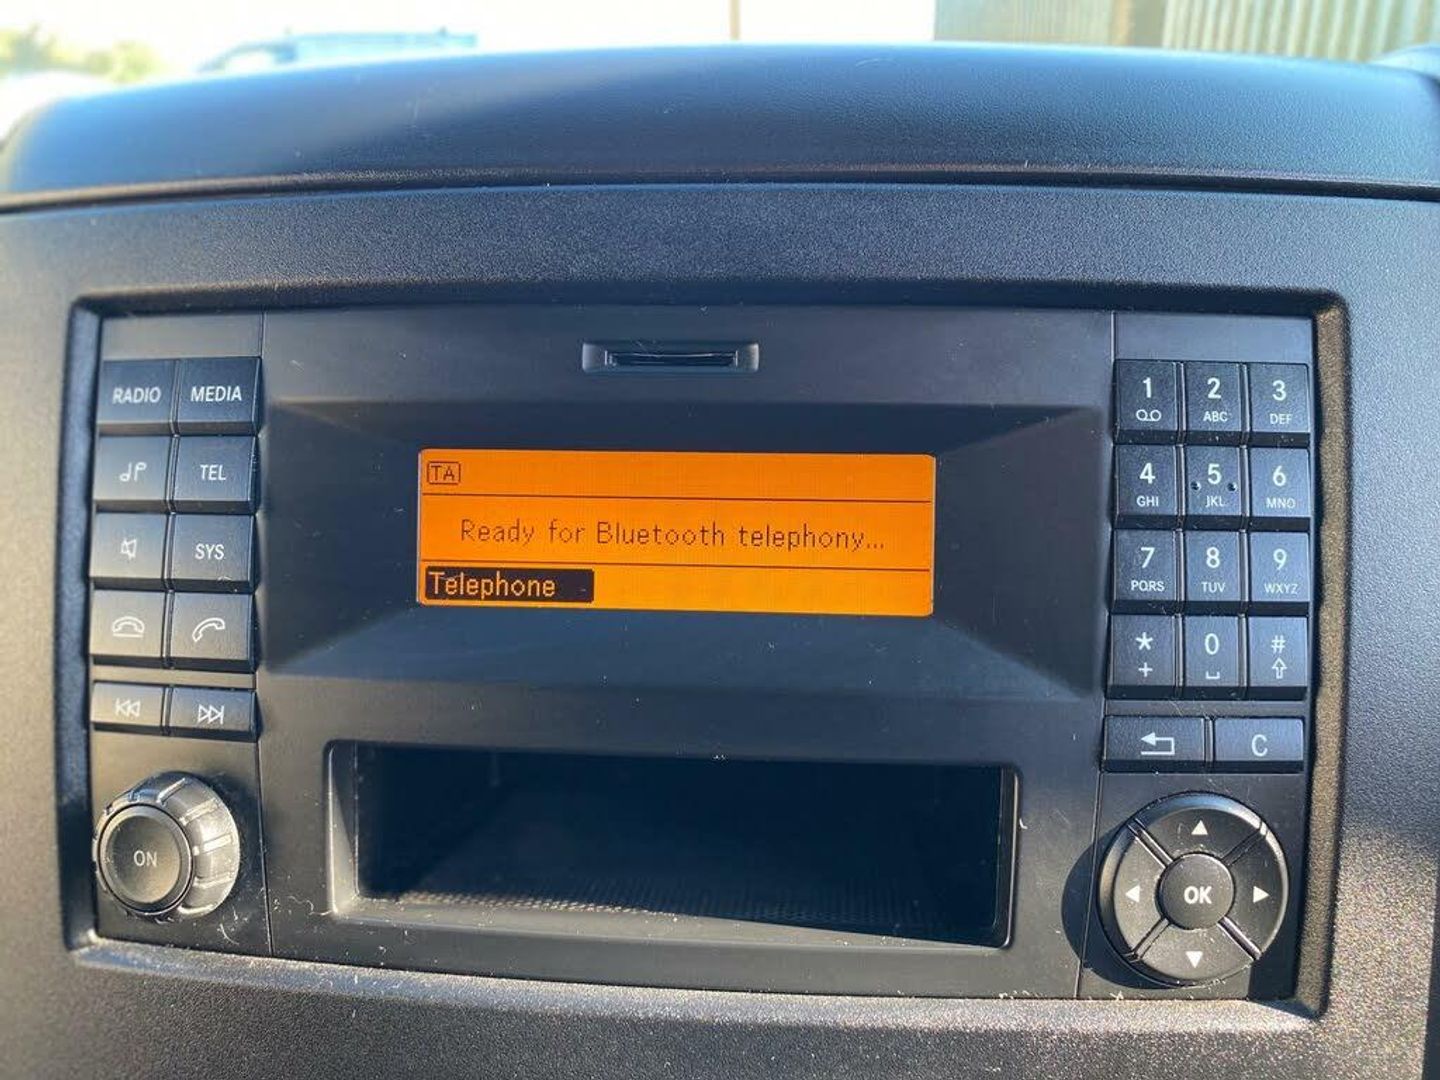 RADIO MEDIA
TEL
SYS
ON
TA
Ready for Bluetooth telephony...
Telephone
1 2 3
ABC DEF
4 5 6
GHI JKL MNO
7 8 9
PQRS TUV WXYZ
* 0 #
+
C
OK